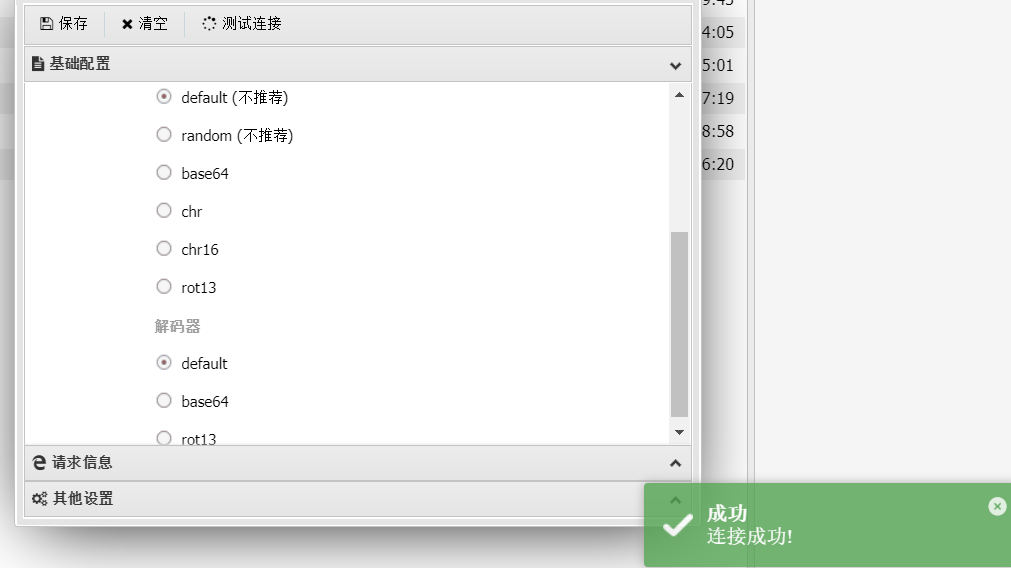 保存 清空 测试连接
基础配置
default (不推荐)
random (不推荐)
base64
chr
chr16
rot13
解码器
default
base64
rot13
请求信息
其他设置
4:05
5:01
7:19
8:58
6:20
成功
连接成功!